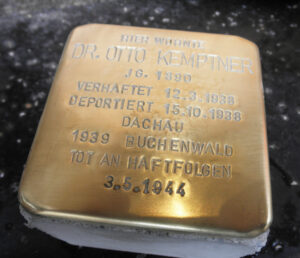 HIER WOHNTE
DR. OTTO KEMPTNER
JG. 1890
VERHAFTET 12.3.1938
DEPORTIERT 15.10.1938
DACHAU
1939 BUCHENWALD
TOT AN HAFTFOLGEN
3.5.1944